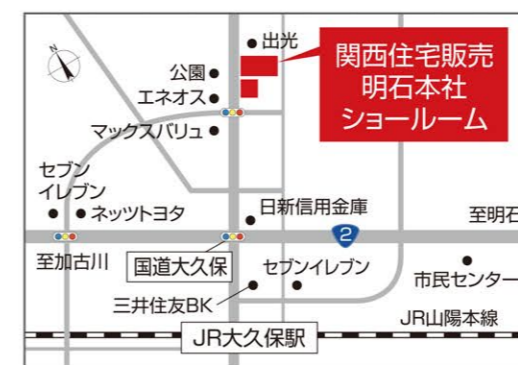 出光
関西住宅販売
明石本社
ショールーム
公園
エネオス
マックスバリュ
セブン
イレブン
ネッツトヨタ
日新信用金庫
2
至明石
至加古川
国道大久保
セブンイレブン
市民センター
三井住友BK
JR山陽本線
JR大久保駅
N